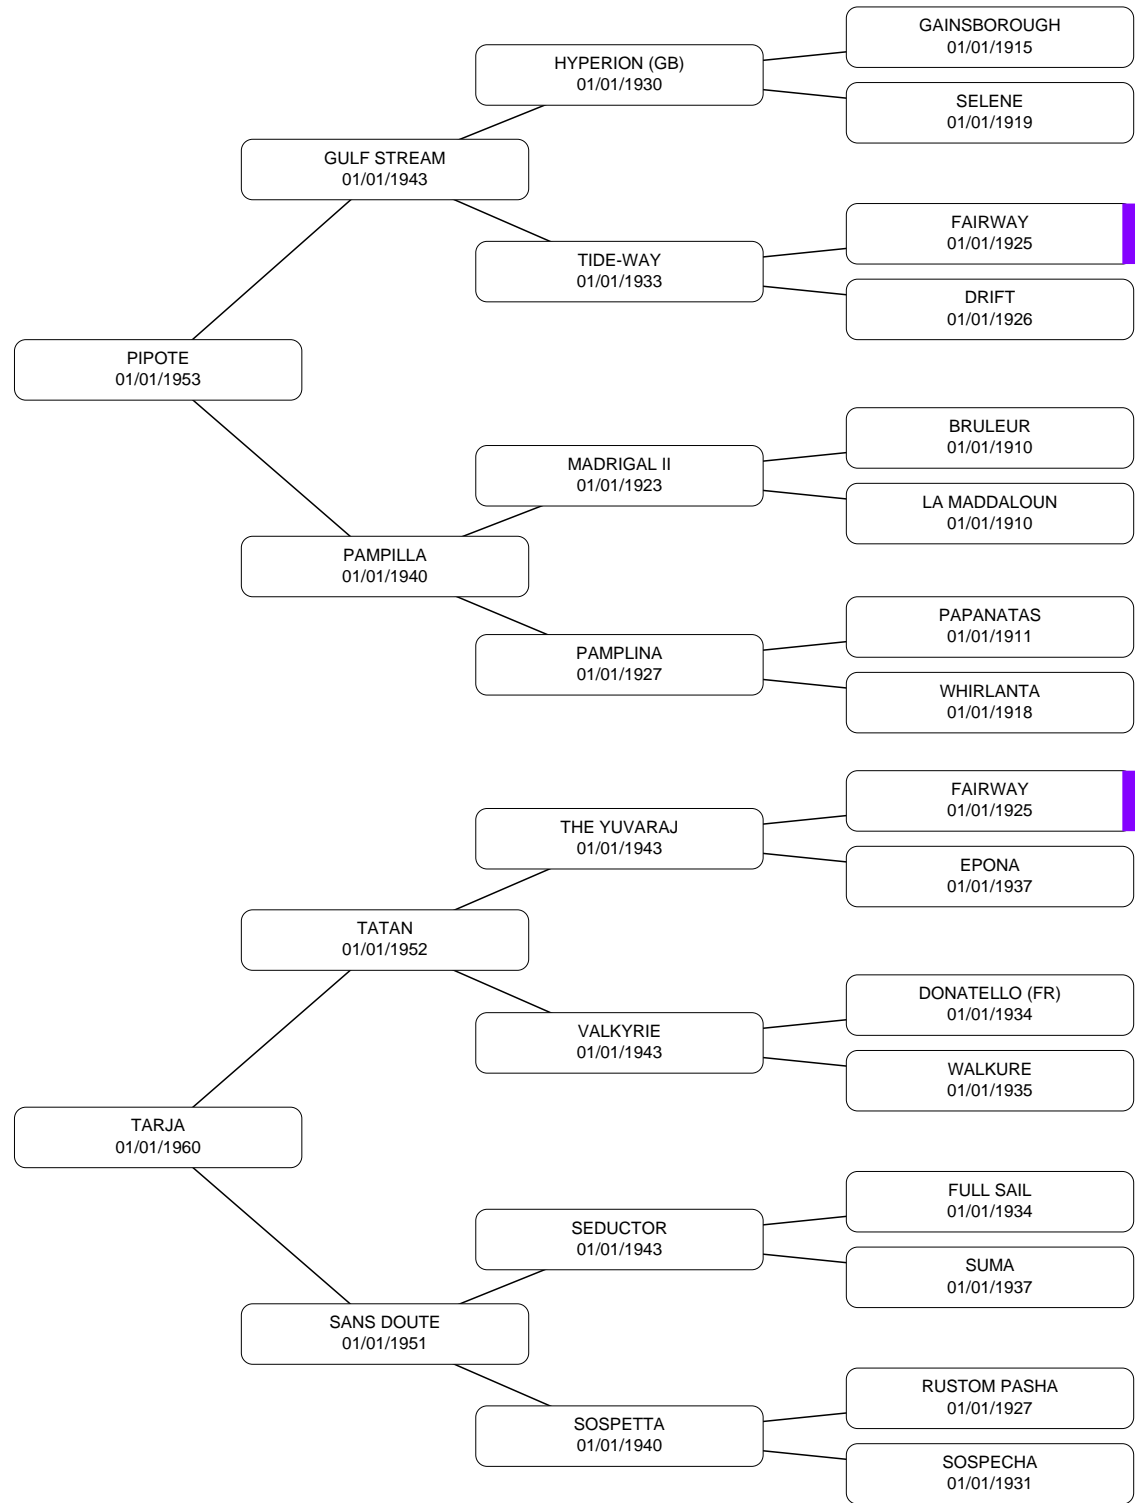 GAINSBOROUGH
01/01/1915
HYPERION (GB)
01/01/1930
SELENE
01/01/1919
GULF STREAM
01/01/1943
FAIRWAY
01/01/1925
TIDE-WAY
01/01/1933
DRIFT
01/01/1926
PIPOTE
01/01/1953
BRULEUR
01/01/1910
MADRIGAL II
01/01/1923
LA MADDALOUN
01/01/1910
PAMPILLA
01/01/1940
PAPANATAS
01/01/1911
PAMPLINA
01/01/1927
WHIRLANTA
01/01/1918
FAIRWAY
01/01/1925
THE YUVARAJ
01/01/1943
EPONA
01/01/1937
TATAN
01/01/1952
DONATELLO (FR)
01/01/1934
VALKYRIE
01/01/1943
WALKURE
01/01/1935
TARJA
01/01/1960
FULL SAIL
01/01/1934
SEDUCTOR
01/01/1943
SUMA
01/01/1937
SANS DOUTE
01/01/1951
RUSTOM PASHA
01/01/1927
SOSPETTA
01/01/1940
SOSPECHA
01/01/1931